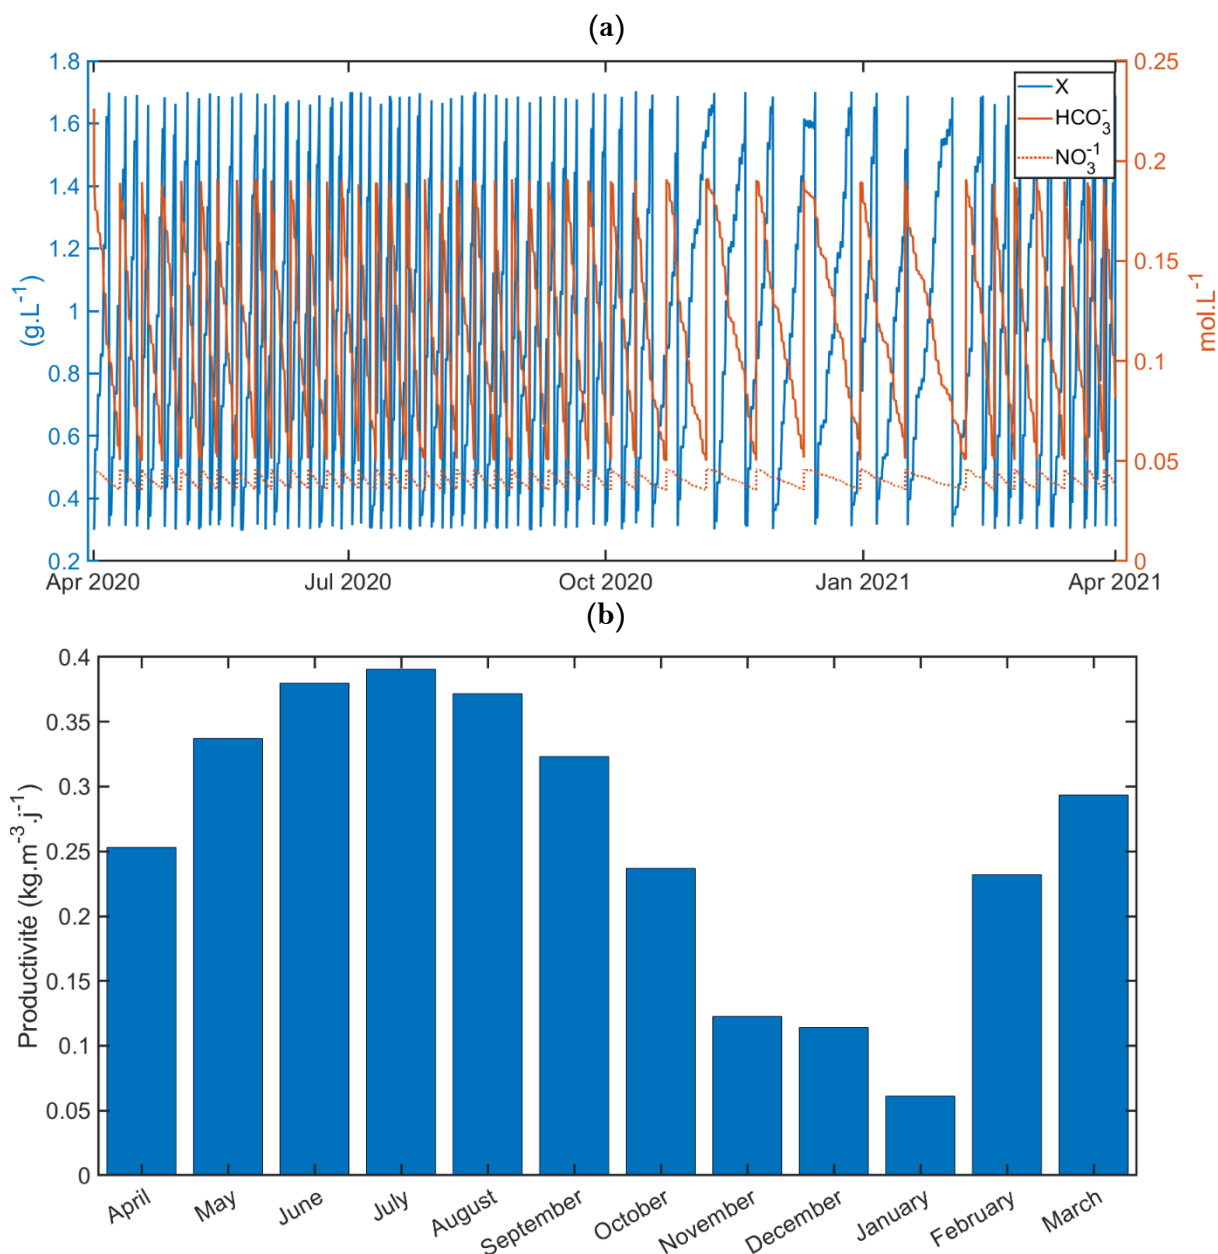 (a)
1.8
1.6
1.4
1.2
1
0.8
0.6
0.4
0.2
(g.L⁻¹)
0.25
0.2
0.15
0.1
0.05
0
mol.L⁻¹
X
HCO₃⁻
NO₃⁻¹
Apr 2020 Jul 2020 Oct 2020 Jan 2021 Apr 2021
(b)
0.4
0.35
0.3
0.25
0.2
0.15
0.1
0.05
0
Productivité (kg.m⁻³.j⁻¹)
April May June July August September October November December January February March